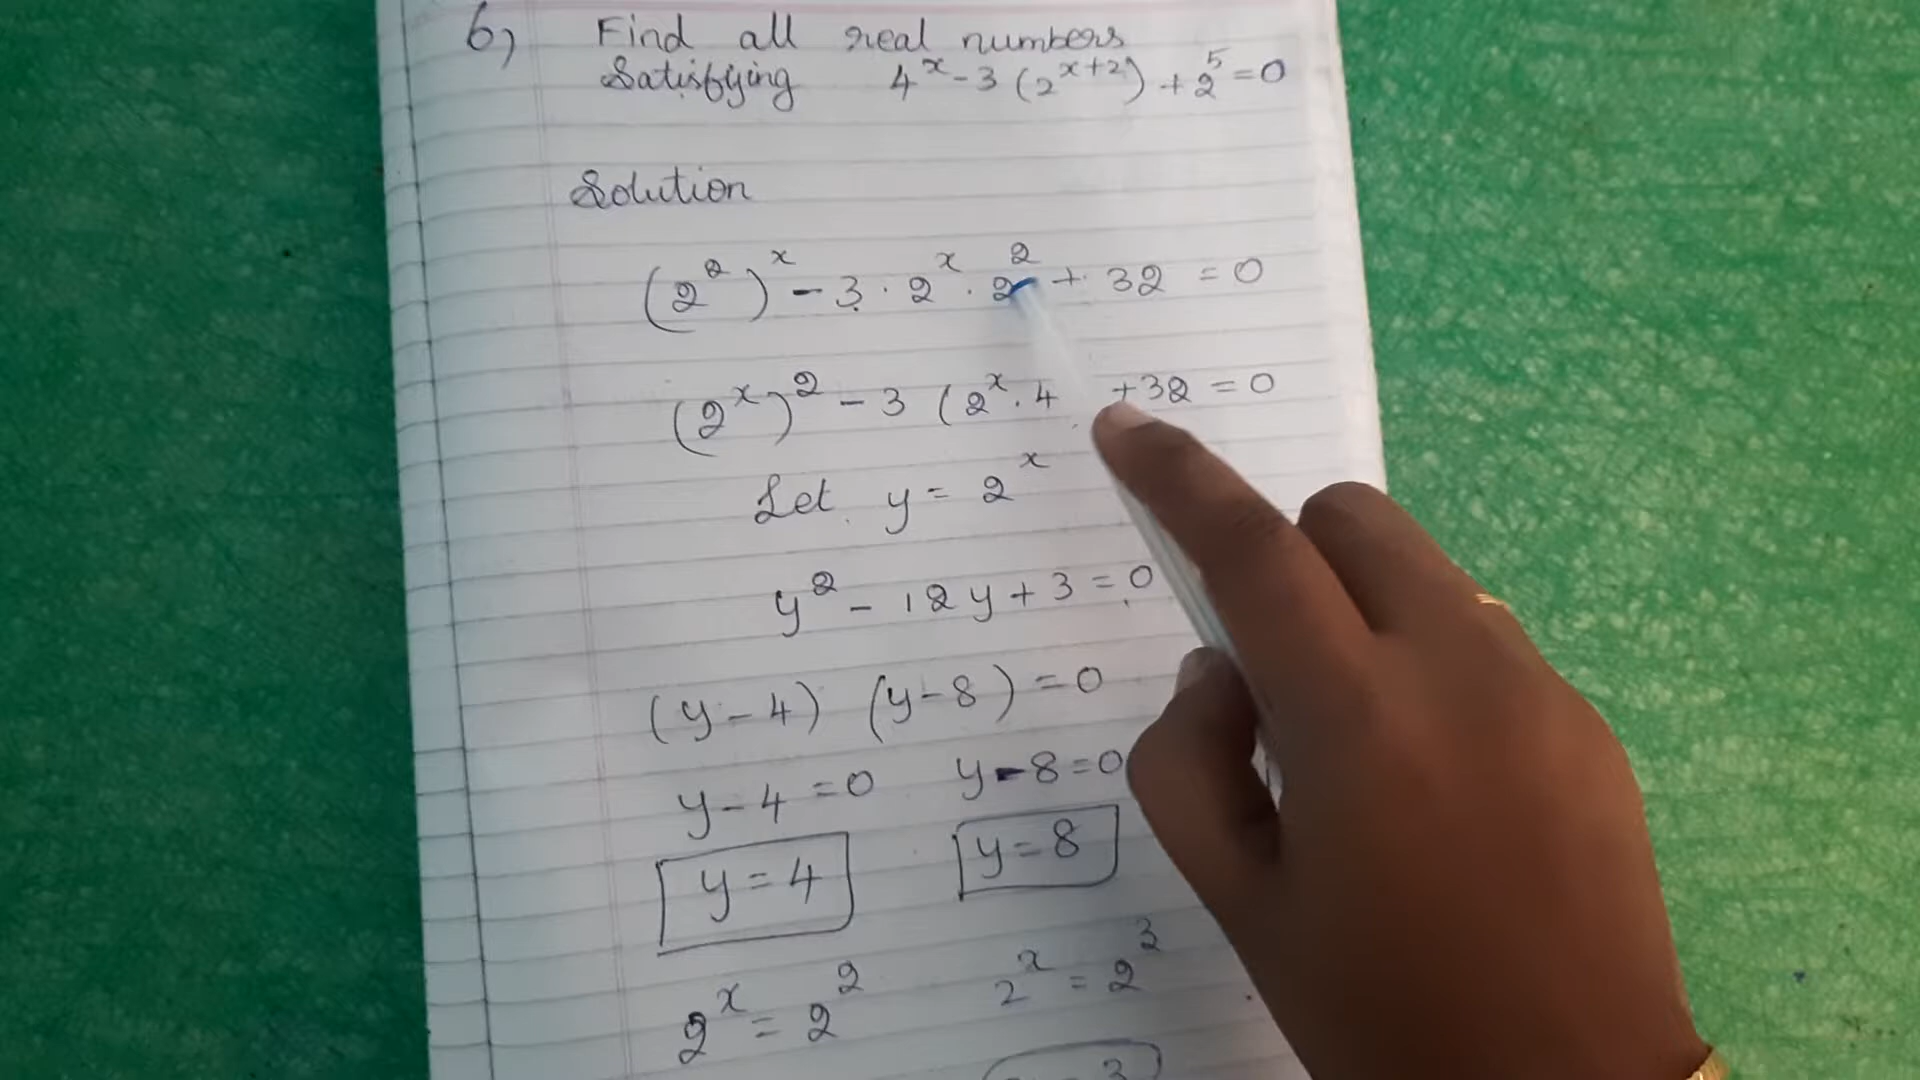 6) Find all real numbers
Satisfying 4^x - 3 (2^{x+2}) + 2^5 = 0
Solution
(2^2)^x - 3 · 2^x · 2^2 + 32 = 0
(2^x)^2 - 3 (2^x · 4 + 32 = 0
Let y = 2^x
y^2 - 12y + 3 = 0
(y - 4) (y - 8) = 0
y - 4 = 0 y - 8 = 0
y = 4 y = 8
2^x = 2^2 2^x = 2^3